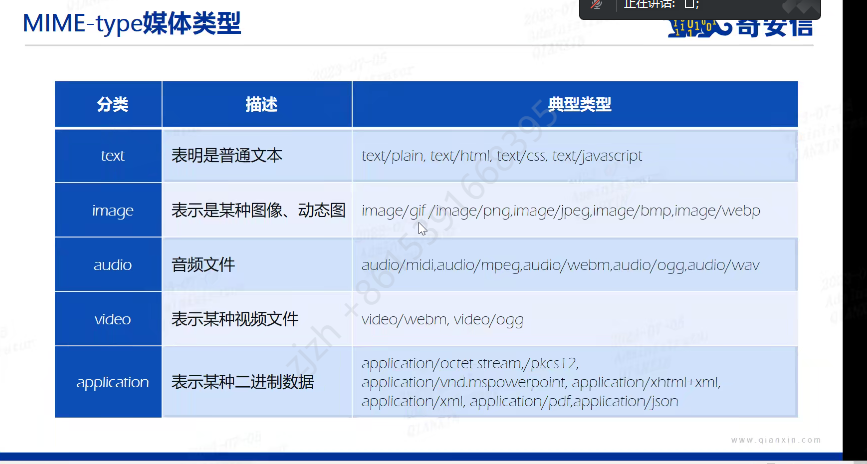 正在讲话:
MIME-type媒体类型
奇安信
分类 描述 典型类型
text 表明是普通文本 text/plain, text/html, text/css, text/javascript
image 表示是某种图像、动态图 image/gif /image/png,image/jpeg,image/bmp,image/webp
audio 音频文件 audio/midi,audio/mpeg,audio/webm,audio/ogg,audio/wav
video 表示某种视频文件 video/webm, video/ogg
application 表示某种二进制数据 application/octet stream,/pkcs12,
application/vnd.mspowerpoint, application/xhtml+xml,
application/xml, application/pdf,application/json
zjzh +8615391668395
www.qianxin.com